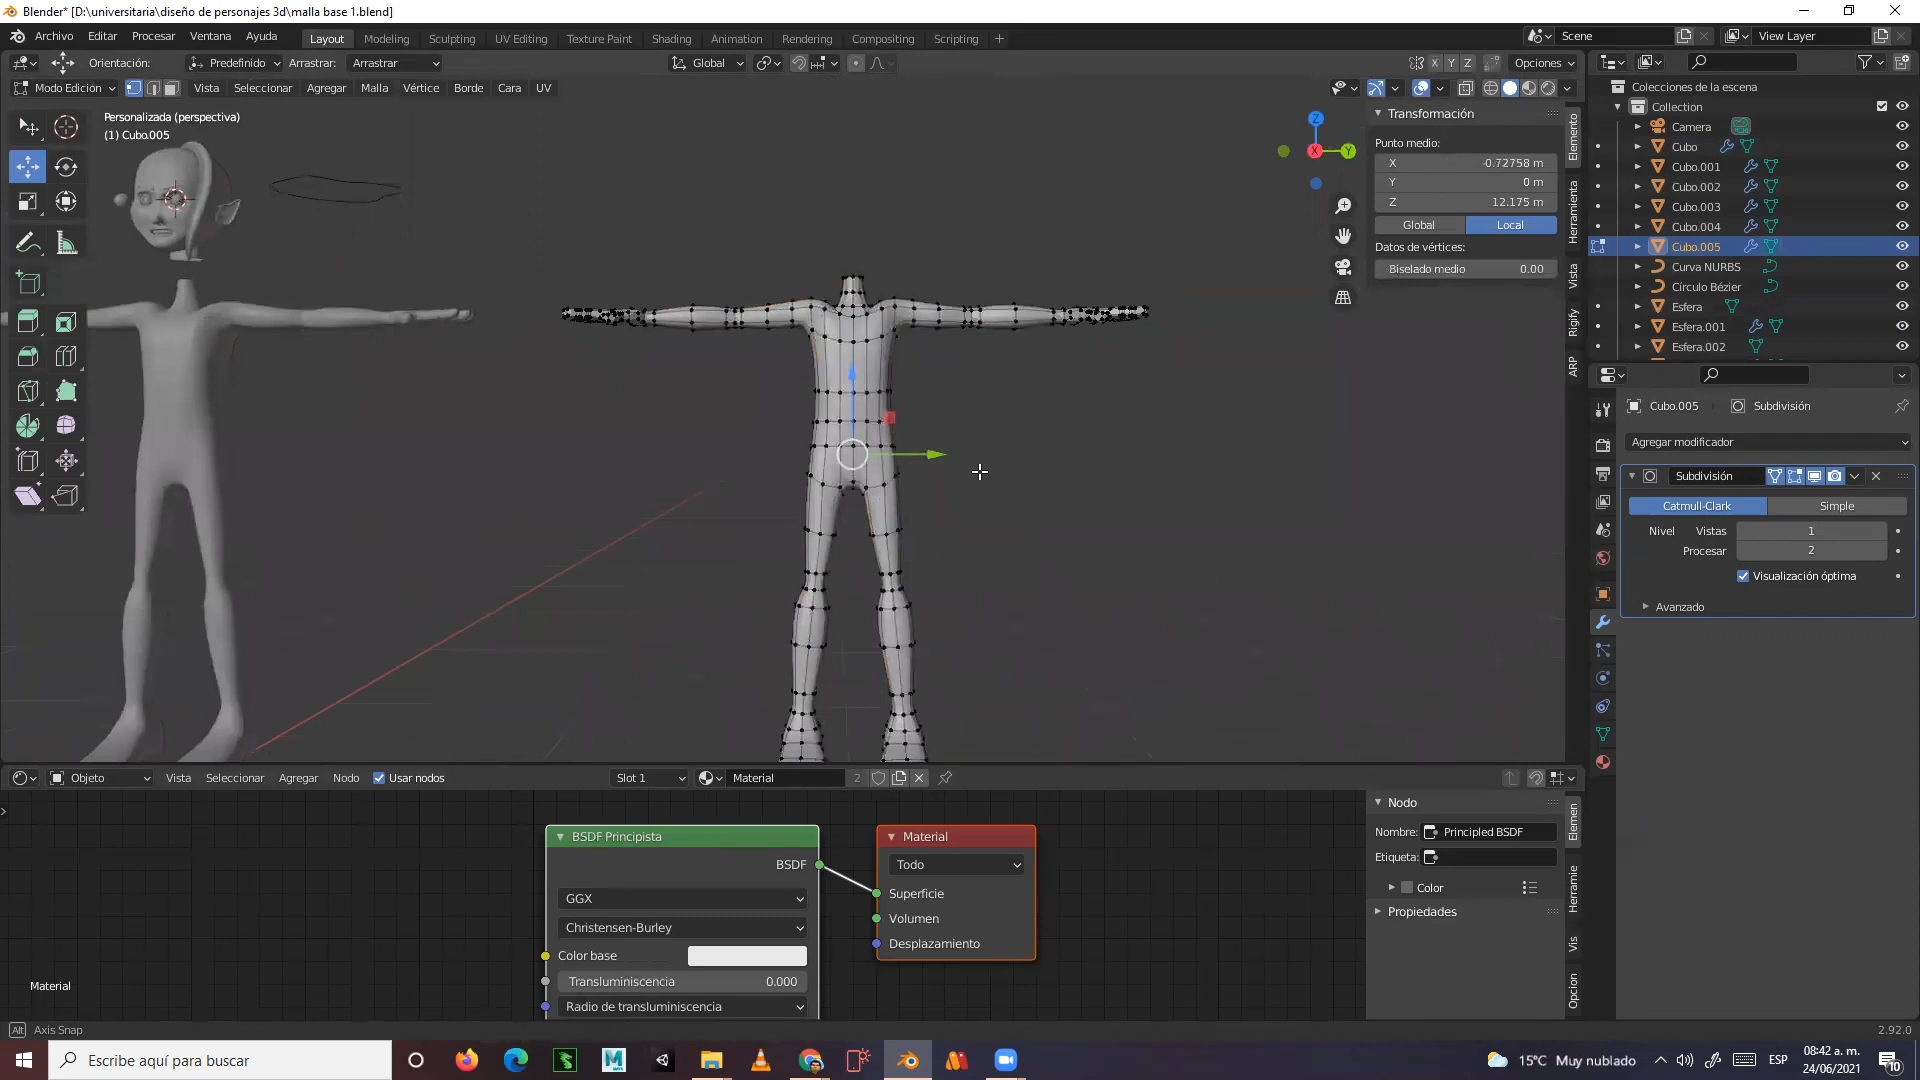 Blender* [D:\universitaria\diseño de personajes 3d\malla base 1.blend]
Archivo Editar Procesar Ventana Ayuda Layout Modeling Sculpting UV Editing Texture Paint Shading Animation Rendering Compositing Scripting + Scene View Layer
Orientación: Predefinido Arrastrar: Arrastrar Global X Y Z Opciones
Modo Edición Vista Seleccionar Agregar Malla Vértice Borde Cara UV
Personalizada (perspectiva)
(1) Cubo.005
Z
X
Y
Transformación
Punto medio:
X -0.72758 m
Y 0 m
Z 12.175 m
Global Local
Datos de vértices:
Biselado medio 0.00
Elemento
Herramienta
Vista
Rigify
ARP
Colecciones de la escena
Collection
Camera
Cubo
Cubo.001
Cubo.002
Cubo.003
Cubo.004
Cubo.005
Curva NURBS
Círculo Bézier
Esfera
Esfera.001
Esfera.002
Cubo.005 Subdivisión
Agregar modificador
Subdivisión
Catmull-Clark Simple
Nivel Vistas 1
Procesar 2
Visualización óptima
Avanzado
Objeto Vista Seleccionar Agregar Nodo Usar nodos Slot 1 Material 2
BSDF Principista
BSDF
GGX
Christensen-Burley
Color base
Transluminiscencia 0.000
Radio de transluminiscencia
Material
Todo
Superficie
Volumen
Desplazamiento
Nodo
Nombre: Principled BSDF
Etiqueta:
Color
Propiedades
Elemen
Herramie
Vis
Opcion
Material
Alt Axis Snap 2.92.0
Escribe aquí para buscar 15°C Muy nublado ESP 08:42 a. m.
24/06/2021
10